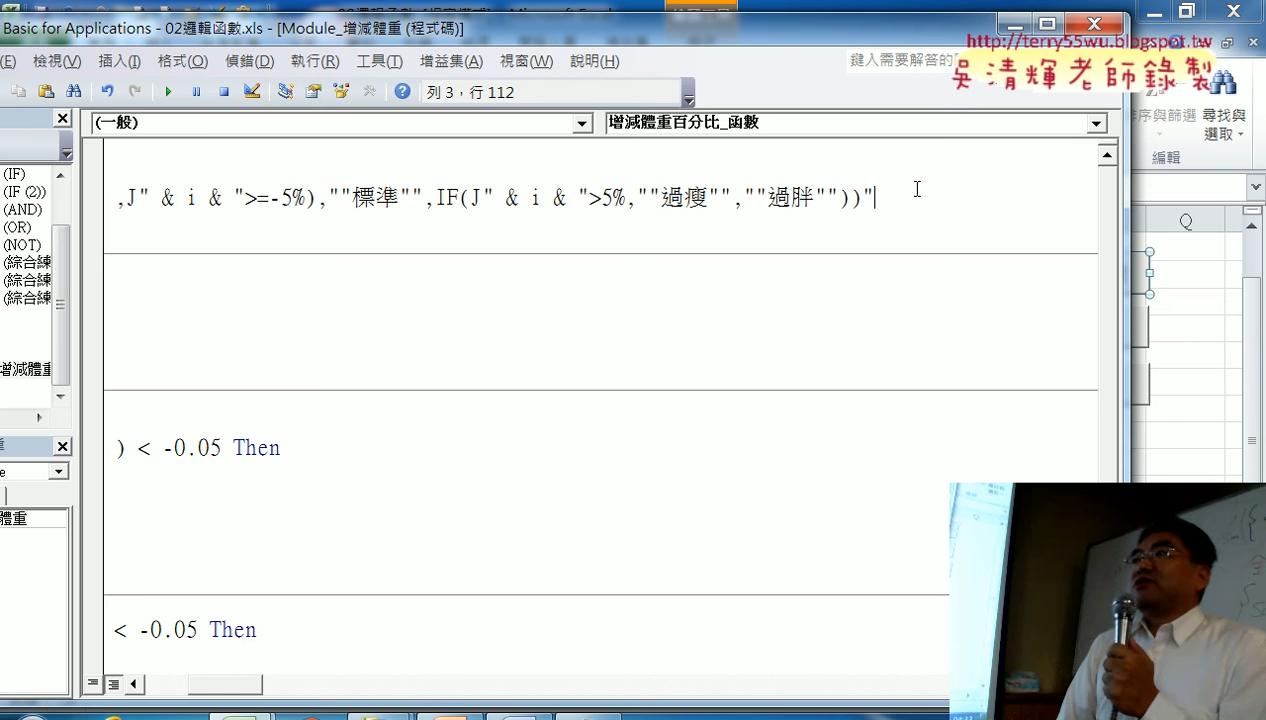 Basic for Applications - 02邏輯函數.xls - [Module_增減體重 (程式碼)]
http://terry55wu.blogspot.tw
吳清輝老師錄製
(E) 檢視(V) 插入(I) 格式(O) 偵錯(D) 執行(R) 工具(T) 增益集(A) 視窗(W) 說明(H)
鍵入需要解答的
列 3，行 112
排序與篩選 尋找與
選取
編輯
(一般) 增減體重百分比_函數
(IF)
(IF (2))
(AND)
(OR)
(NOT)
(綜合練
(綜合練
(綜合練
增減體重
,J" & i & ">=-5%),""標準"",IF(J" & i & ">5%,""過瘦"",""過胖""))"
Q
) < -0.05 Then
體重
< -0.05 Then